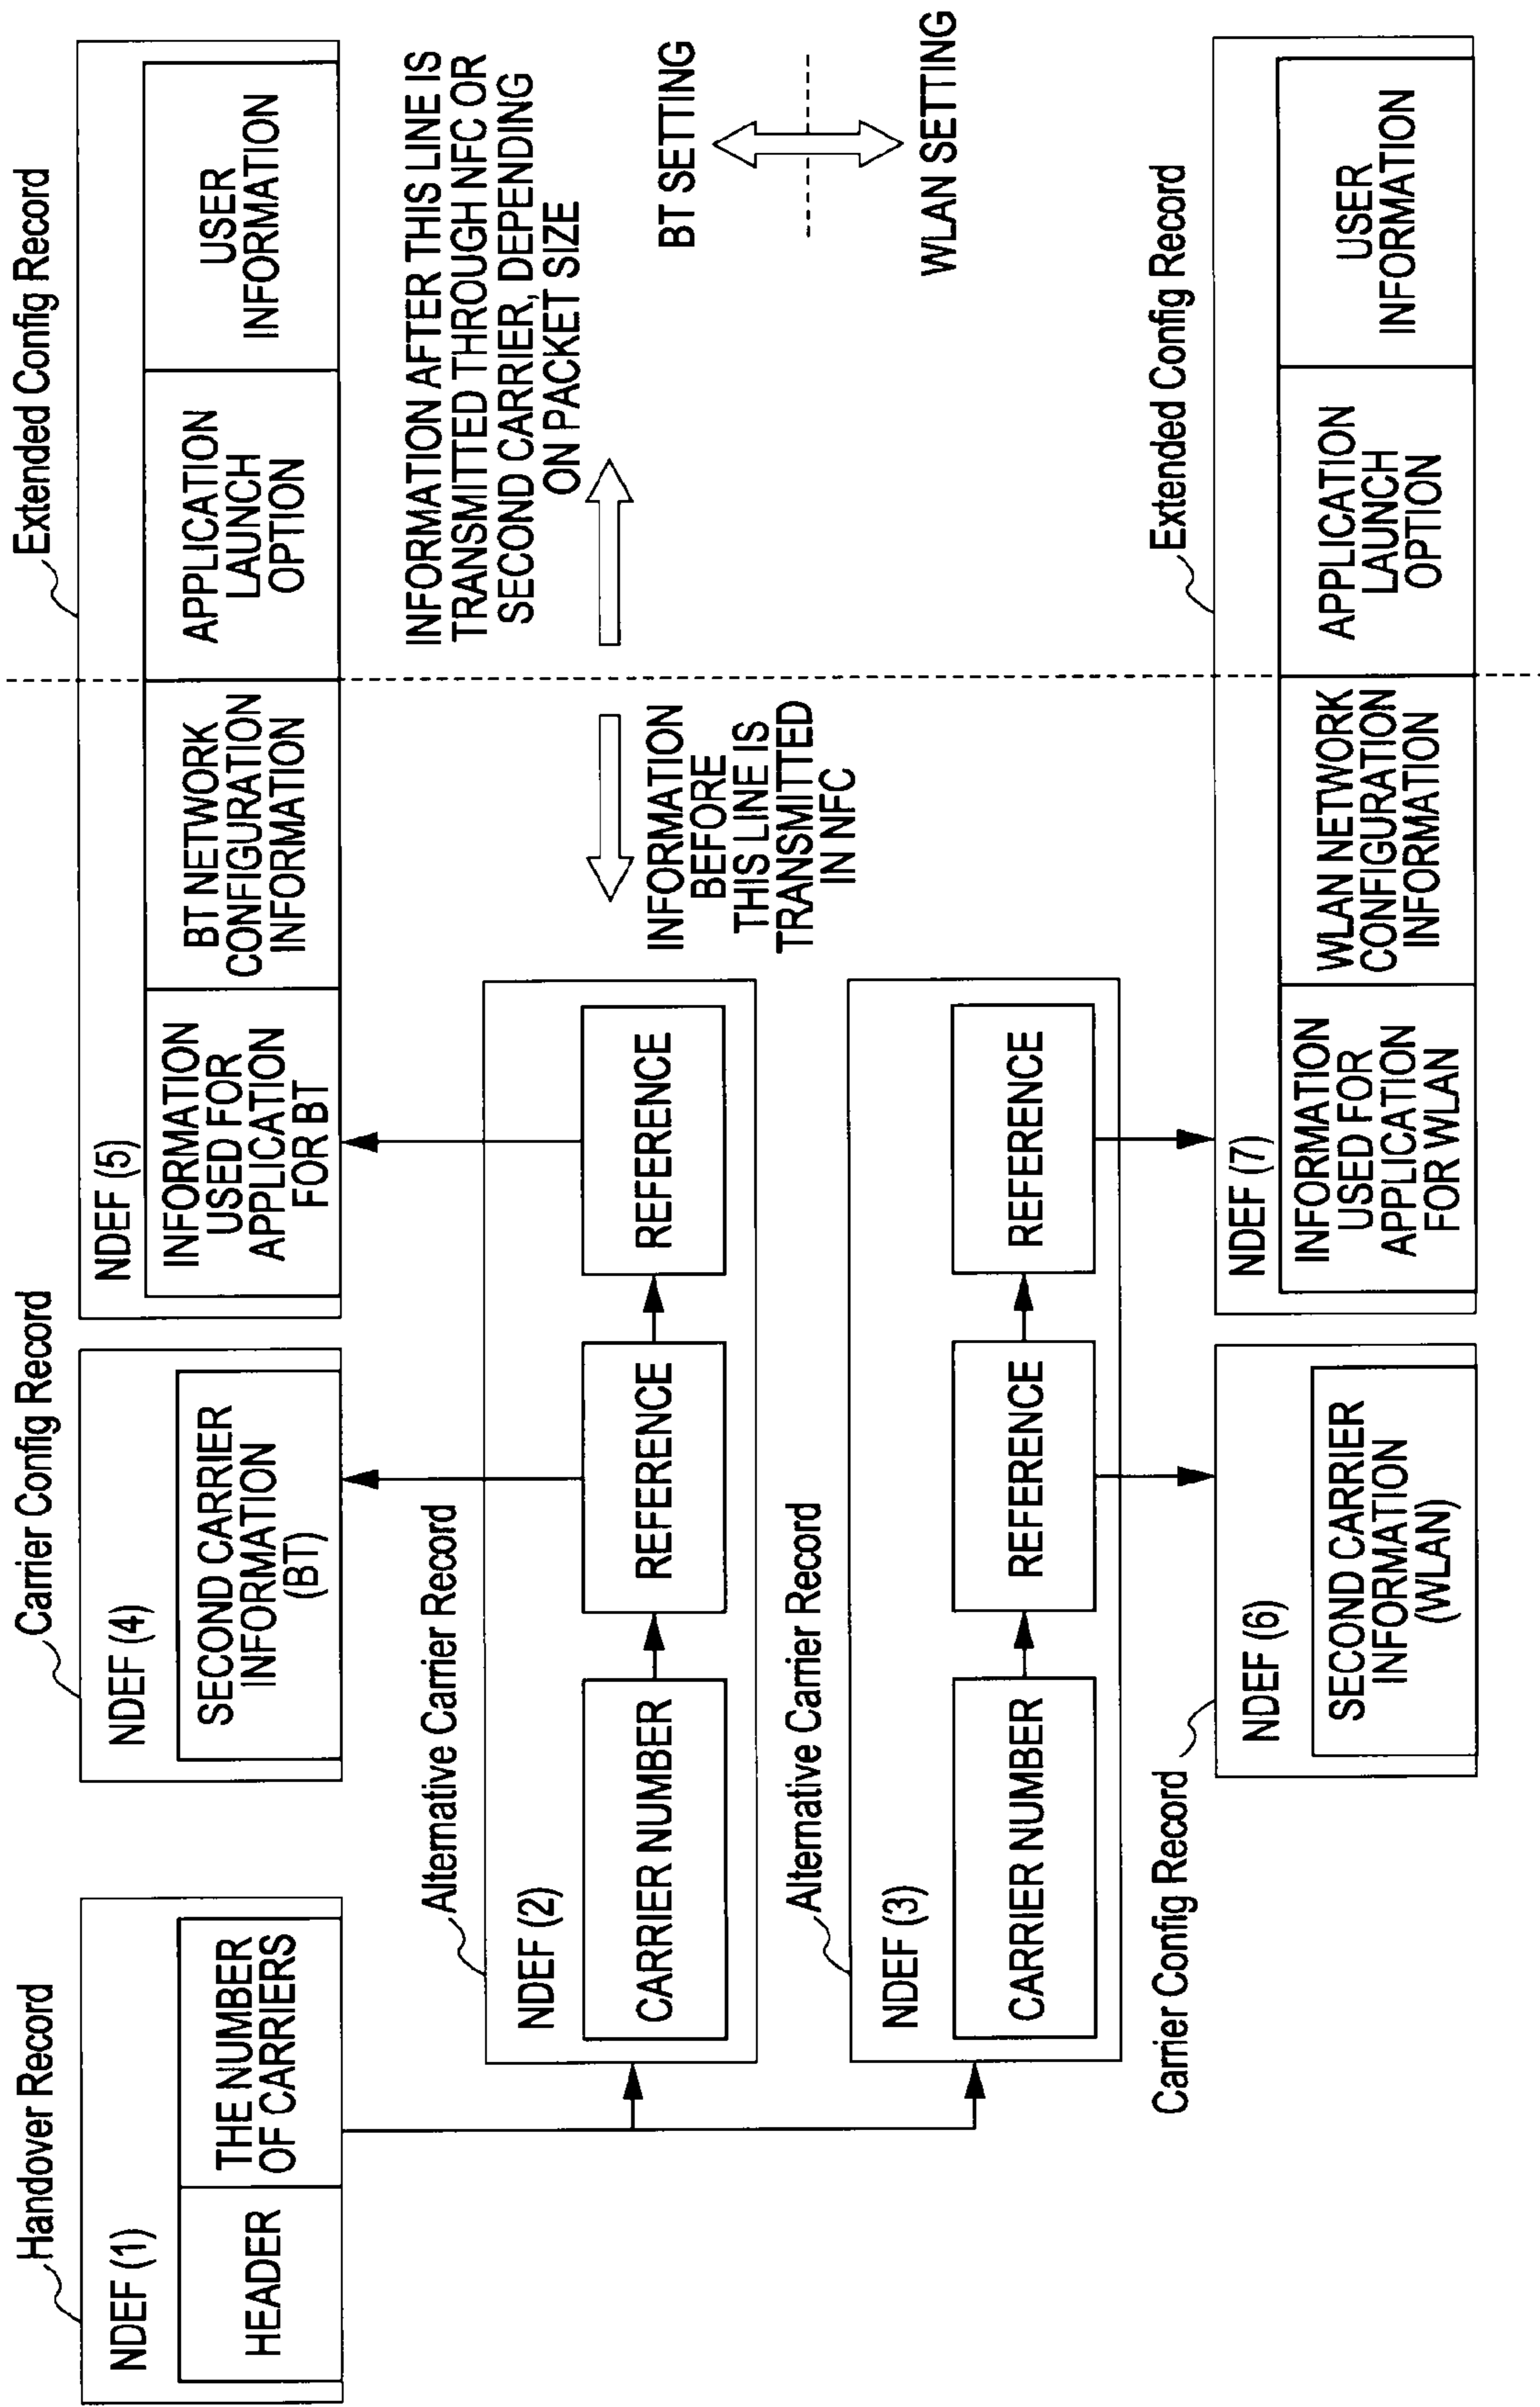 Handover Record
NDEF (1)
HEADER
THE NUMBER
OF CARRIERS
Carrier Config Record
NDEF (4)
SECOND CARRIER
INFORMATION
(BT)
Extended Config Record
NDEF (5)
INFORMATION
USED FOR
APPLICATION
FOR BT
BT NETWORK
CONFIGURATION
INFORMATION
APPLICATION
LAUNCH
OPTION
USER
INFORMATION
Alternative Carrier Record
NDEF (2)
CARRIER NUMBER
REFERENCE
REFERENCE
INFORMATION
BEFORE
THIS LINE IS
TRANSMITTED
IN NFC
INFORMATION AFTER THIS LINE IS
TRANSMITTED THROUGH NFC OR
SECOND CARRIER, DEPENDING
ON PACKET SIZE
BT SETTING
WLAN SETTING
Alternative Carrier Record
NDEF (3)
CARRIER NUMBER
REFERENCE
REFERENCE
Carrier Config Record
NDEF (6)
SECOND CARRIER
INFORMATION
(WLAN)
Extended Config Record
NDEF (7)
INFORMATION
USED FOR
APPLICATION
FOR WLAN
WLAN NETWORK
CONFIGURATION
INFORMATION
APPLICATION
LAUNCH
OPTION
USER
INFORMATION